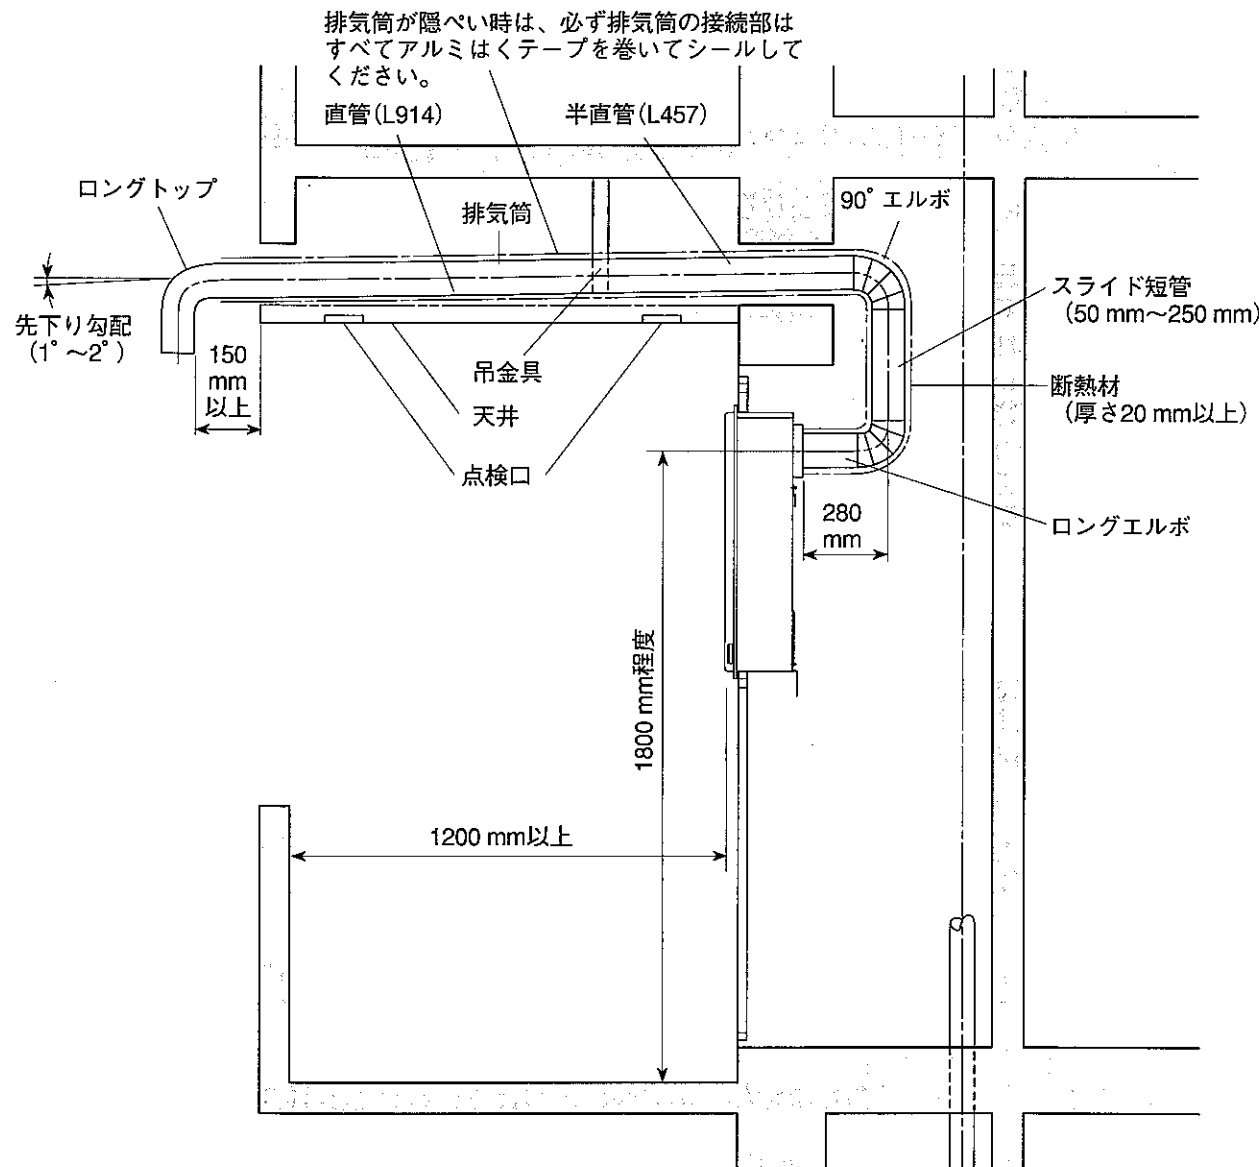 排気筒が隠ぺい時は、必ず排気筒の接続部は
すべてアルミはくテープを巻いてシールして
ください。
直管(L914)
半直管(L457)
ロングトップ
排気筒
90°エルボ
スライド短管
(50 mm～250 mm)
先下り勾配
(1°～2°)
150
mm
以上
吊金具
天井
点検口
断熱材
(厚さ20 mm以上)
280
mm
ロングエルボ
1800 mm程度
1200 mm以上